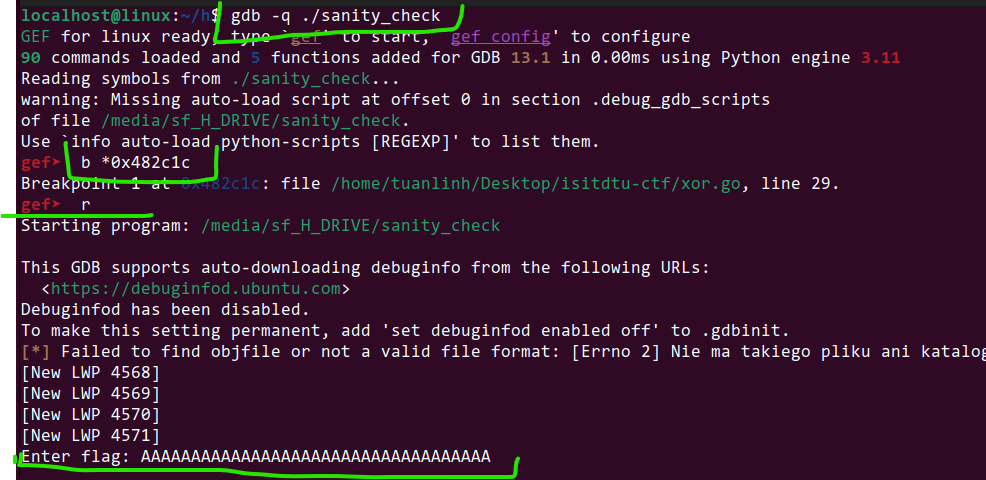 localhost@linux:~/h$ gdb -q ./sanity_check
GEF for linux ready, type `gef' to start, `gef config' to configure
90 commands loaded and 5 functions added for GDB 13.1 in 0.00ms using Python engine 3.11
Reading symbols from ./sanity_check...
warning: Missing auto-load script at offset 0 in section .debug_gdb_scripts
of file /media/sf_H_DRIVE/sanity_check.
Use `info auto-load python-scripts [REGEXP]' to list them.
gef➤  b *0x482c1c
Breakpoint 1 at 0x482c1c: file /home/tuanlinh/Desktop/isitdtu-ctf/xor.go, line 29.
gef➤  r
Starting program: /media/sf_H_DRIVE/sanity_check
This GDB supports auto-downloading debuginfo from the following URLs:
<https://debuginfod.ubuntu.com>
Debuginfod has been disabled.
To make this setting permanent, add 'set debuginfod enabled off' to .gdbinit.
[*] Failed to find objfile or not a valid file format: [Errno 2] Nie ma takiego pliku ani katalog
[New LWP 4568]
[New LWP 4569]
[New LWP 4570]
[New LWP 4571]
Enter flag: AAAAAAAAAAAAAAAAAAAAAAAAAAAAAAAAAAA